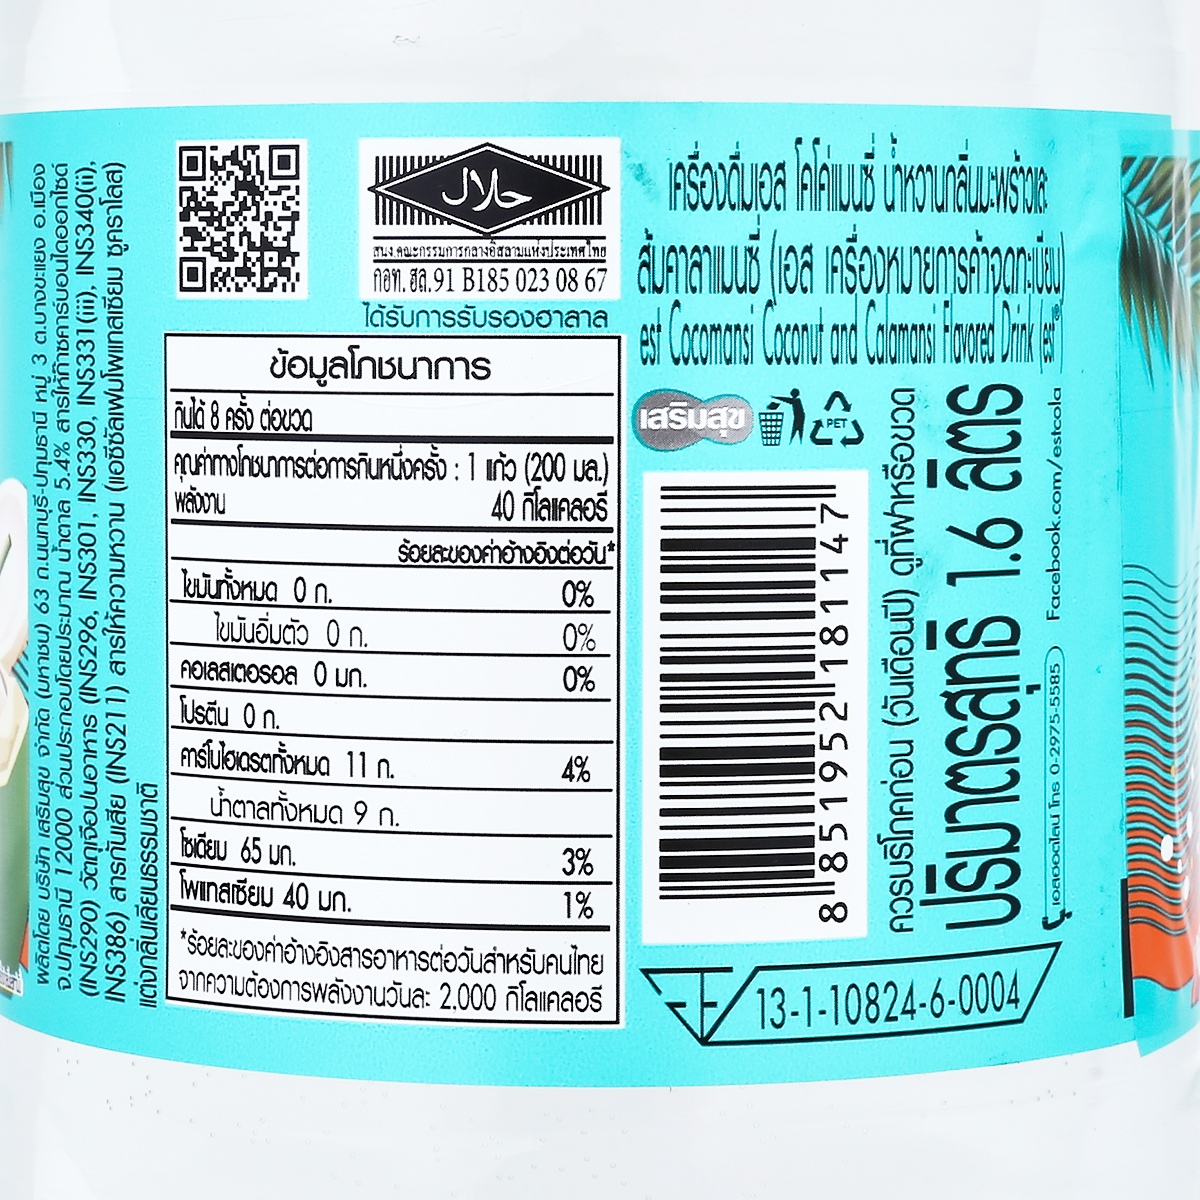 ผลิตโดย บริษัท เสริมสุข จำกัด (มหาชน) 63 ถ.นนทบุรี-ปทุมธานี หมู่ 3 ต.บางขะแยง อ.เมือง
จ.ปทุมธานี 12000 ส่วนประกอบโดยประมาณ น้ำตาล 5.4% สารให้ก๊าซคาร์บอนไดออกไซด์
(INS290) วัตถุเจือปนอาหาร (INS296, INS301, INS330, INS331(iii), INS340(ii),
INS386) สารกันเสีย (INS211) สารให้ความหวาน (แอซีซัลเฟมโพแทสเซียม ซูคราโลส)
แต่งกลิ่นเลียนธรรมชาติ
حلال
สนง.คณะกรรมการกลางอิสลามแห่งประเทศไทย
กอท. ฮล.91 B185 023 08 67
ได้รับการรับรองฮาลาล
ข้อมูลโภชนาการ
กินได้ 8 ครั้ง ต่อขวด
คุณค่าทางโภชนาการต่อการกินหนึ่งครั้ง : 1 แก้ว (200 มล.)
พลังงาน 40 กิโลแคลอรี
ร้อยละของค่าอ้างอิงต่อวัน*
ไขมันทั้งหมด 0 ก. 0%
ไขมันอิ่มตัว 0 ก. 0%
คอเลสเตอรอล 0 มก. 0%
โปรตีน 0 ก.
คาร์โบไฮเดรตทั้งหมด 11 ก. 4%
น้ำตาลทั้งหมด 9 ก.
โซเดียม 65 มก. 3%
โพแทสเซียม 40 มก. 1%
*ร้อยละของค่าอ้างอิงสารอาหารต่อวันสำหรับคนไทย
จากความต้องการพลังงานวันละ 2,000 กิโลแคลอรี
เครื่องดื่มเอส โคโค่แมนซี่ น้ำหวานกลิ่นมะพร้าวและ
ส้มคาลาแมนซี่ (เอส เครื่องหมายการค้าจดทะเบียน)
est Cocomansi Coconut and Calamansi Flavored Drink (est®)
เสริมสุข
PET
8 851952 181147
ควรบริโภคก่อน (วันเดือนปี) ดูที่ฝาหรือขวด
ปริมาตรสุทธิ 1.6 ลิตร
เอสออนไลน์ โทร 0-2975-5585 Facebook.com/estcola
13-1-10824-6-0004